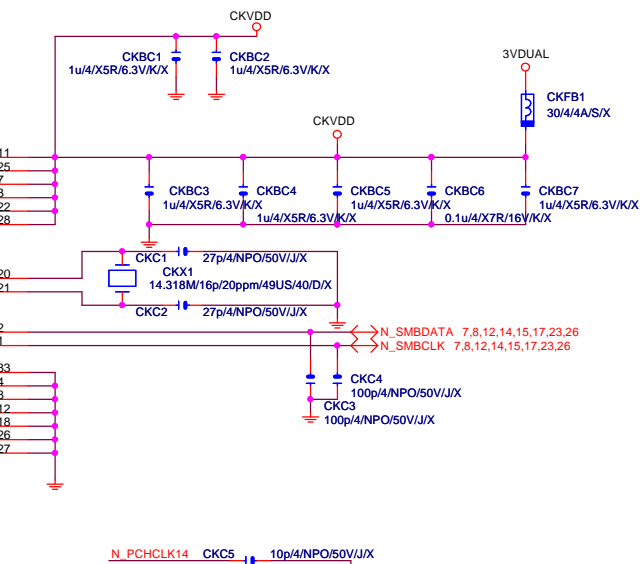 CKVDD
CKBC1
1u/4/X5R/6.3V/K/X
CKBC2
1u/4/X5R/6.3V/K/X
3VDUAL
CKFB1
30/4/4A/S/X
CKVDD
11
25
7
3
22
28
CKBC3
1u/4/X5R/6.3V/K/X
CKBC4
1u/4/X5R/6.3V/K/X
CKBC5
1u/4/X5R/6.3V/K/X
CKBC6
0.1u/4/X7R/16V/K/X
CKBC7
1u/4/X5R/6.3V/K/X
20
21
CKC1
27p/4/NPO/50V/J/X
CKX1
14.318M/16p/20ppm/49US/40/D/X
CKC2
27p/4/NPO/50V/J/X
2
1
N_SMBDATA 7,8,12,14,15,17,23,26
N_SMBCLK 7,8,12,14,15,17,23,26
CKC4
100p/4/NPO/50V/J/X
CKC3
100p/4/NPO/50V/J/X
33
4
12
18
26
27
N_PCHCLK14 CKC5 10p/4/NPO/50V/J/X